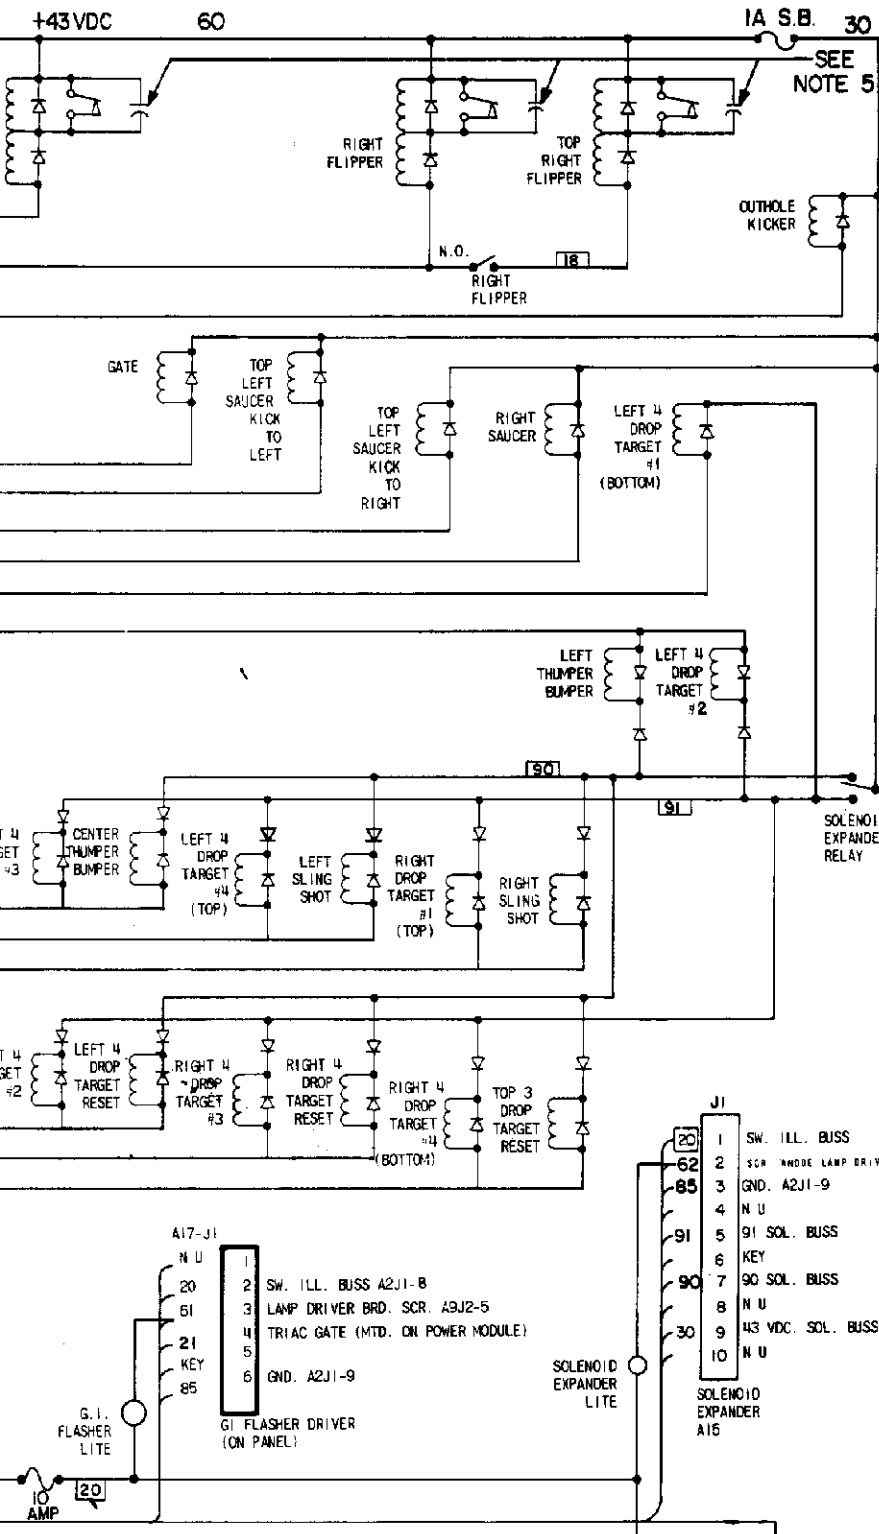 +43 VDC
60
1A S.B.
30
SEE
NOTE 5
RIGHT
FLIPPER
TOP
RIGHT
FLIPPER
OUTHOLE
KICKER
N.O.
18
RIGHT
FLIPPER
GATE
TOP
LEFT
SAUCER
KICK
TO
LEFT
TOP
LEFT
SAUCER
KICK
TO
RIGHT
RIGHT
SAUCER
LEFT 4
DROP
TARGET
#1
(BOTTOM)
LEFT
THUMPER
BUMPER
LEFT 4
DROP
TARGET
#2
90
91
SOLENOI
EXPANDE
RELAY
T 4
GET
#3
CENTER
THUMPER
BUMPER
LEFT 4
DROP
TARGET
#4
(TOP)
LEFT
SLING
SHOT
RIGHT
DROP
TARGET
#1
(TOP)
RIGHT
SLING
SHOT
T 4
GET
#2
LEFT 4
DROP
TARGET
RESET
RIGHT 4
DROP
TARGET
#3
RIGHT 4
DROP
TARGET
RESET
RIGHT 4
DROP
TARGET
#4
(BOTTOM)
TOP 3
DROP
TARGET
RESET
J1
20 1 SW. ILL. BUSS
62 2 SCR ANODE LAMP DRIV
85 3 GND. A2J1-9
4 N U
91 5 91 SOL. BUSS
6 KEY
90 7 90 SOL. BUSS
8 N U
30 9 43 VDC. SOL. BUSS
10 N U
SOLENOID
EXPANDER
A15
SOLENOID
EXPANDER
LITE
A17-J1
N U 1
20 2 SW. ILL. BUSS A2J1-8
61 3 LAMP DRIVER BRD. SCR. A9J2-5
21 4 TRIAC GATE (MTD. ON POWER MODULE)
KEY 5
85 6 GND. A2J1-9
GI FLASHER DRIVER
(ON PANEL)
G.I.
FLASHER
LITE
10
AMP
20